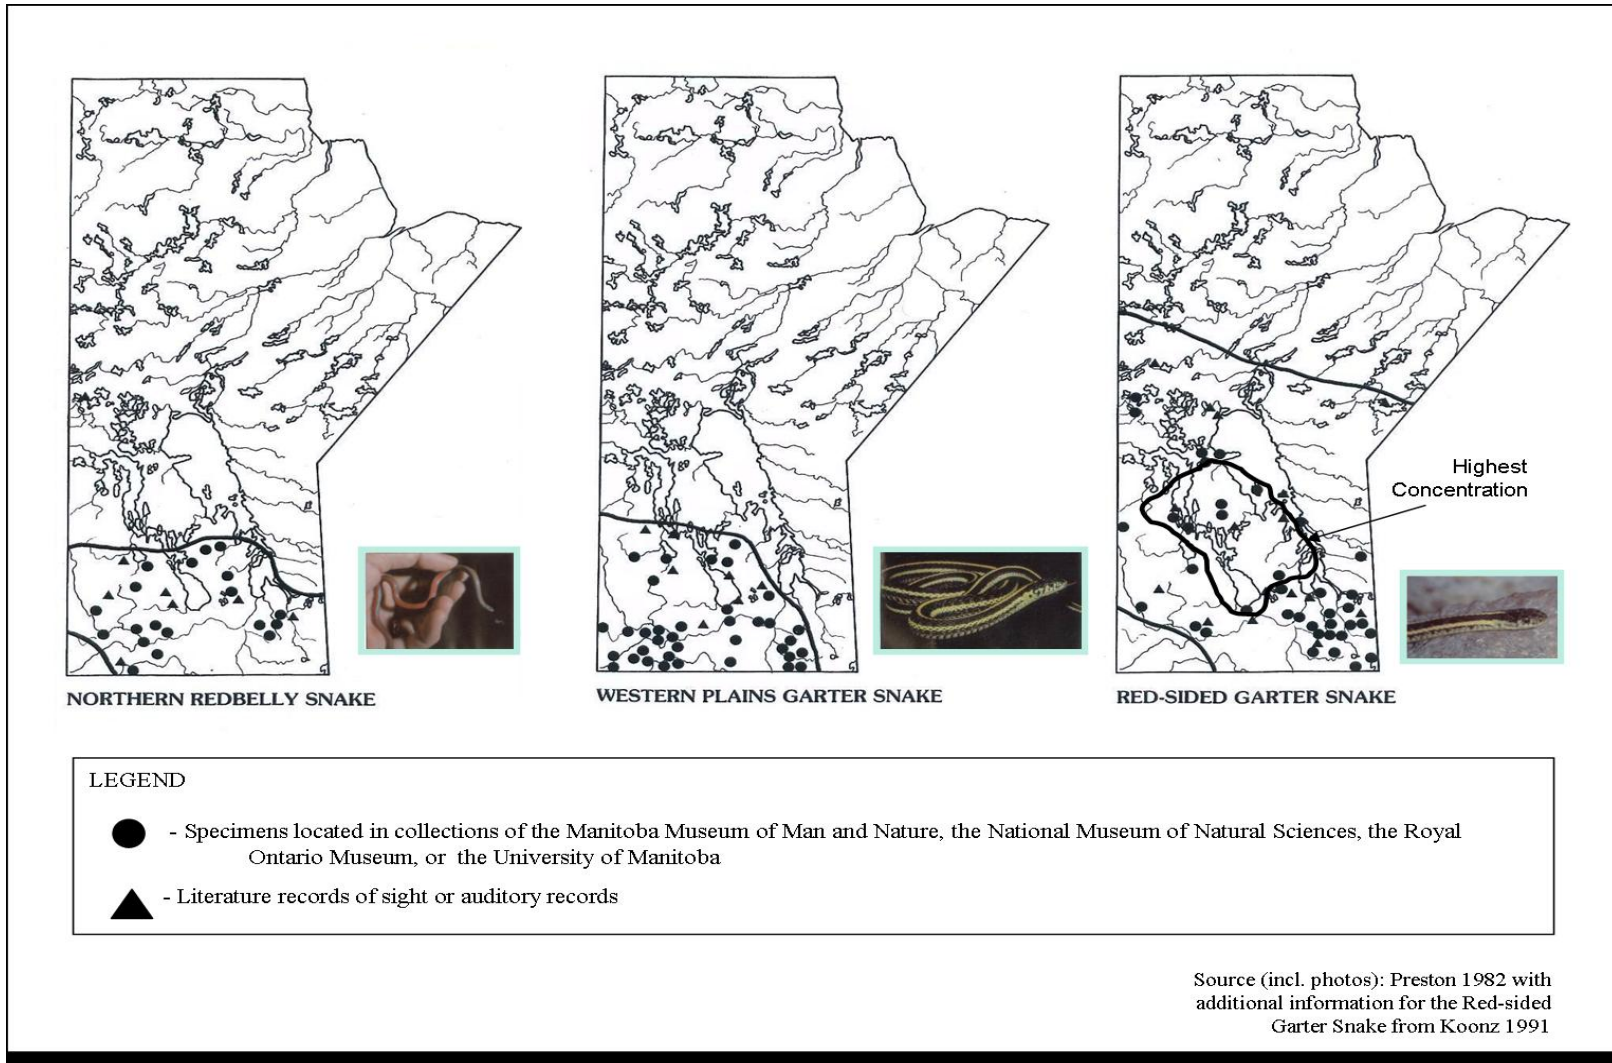 Highest
Concentration
NORTHERN REDBELLY SNAKE
WESTERN PLAINS GARTER SNAKE
RED-SIDED GARTER SNAKE
LEGEND
- Specimens located in collections of the Manitoba Museum of Man and Nature, the National Museum of Natural Sciences, the Royal
Ontario Museum, or the University of Manitoba
- Literature records of sight or auditory records
Source (incl. photos): Preston 1982 with
additional information for the Red-sided
Garter Snake from Koonz 1991